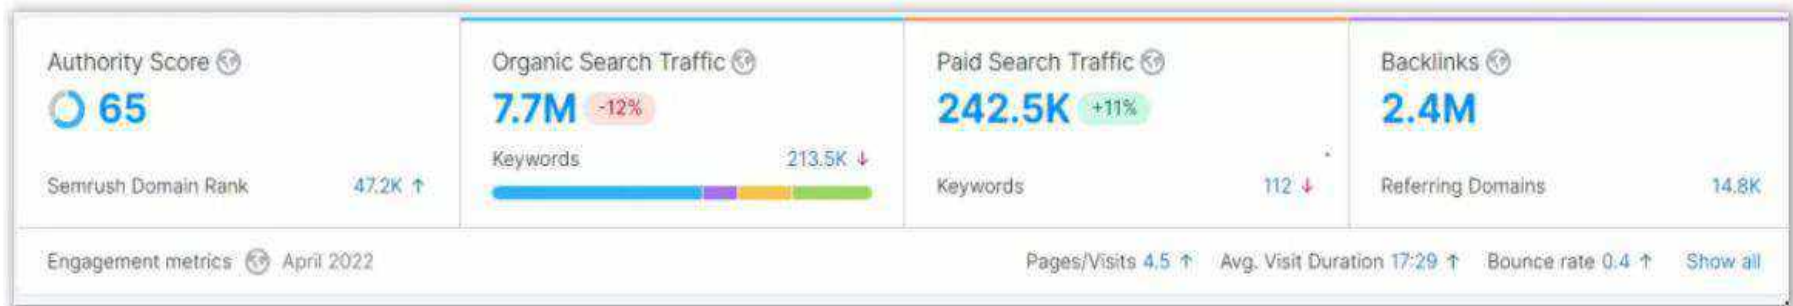 Authority Score
65
Semrush Domain Rank 47.2K ↑
Organic Search Traffic
7.7M -12%
Keywords 213.5K ↓
Paid Search Traffic
242.5K +11%
Keywords 112 ↓
Backlinks
2.4M
Referring Domains 14.8K
Engagement metrics April 2022 Pages/Visits 4.5 ↑ Avg. Visit Duration 17:29 ↑ Bounce rate 0.4 ↑ Show all